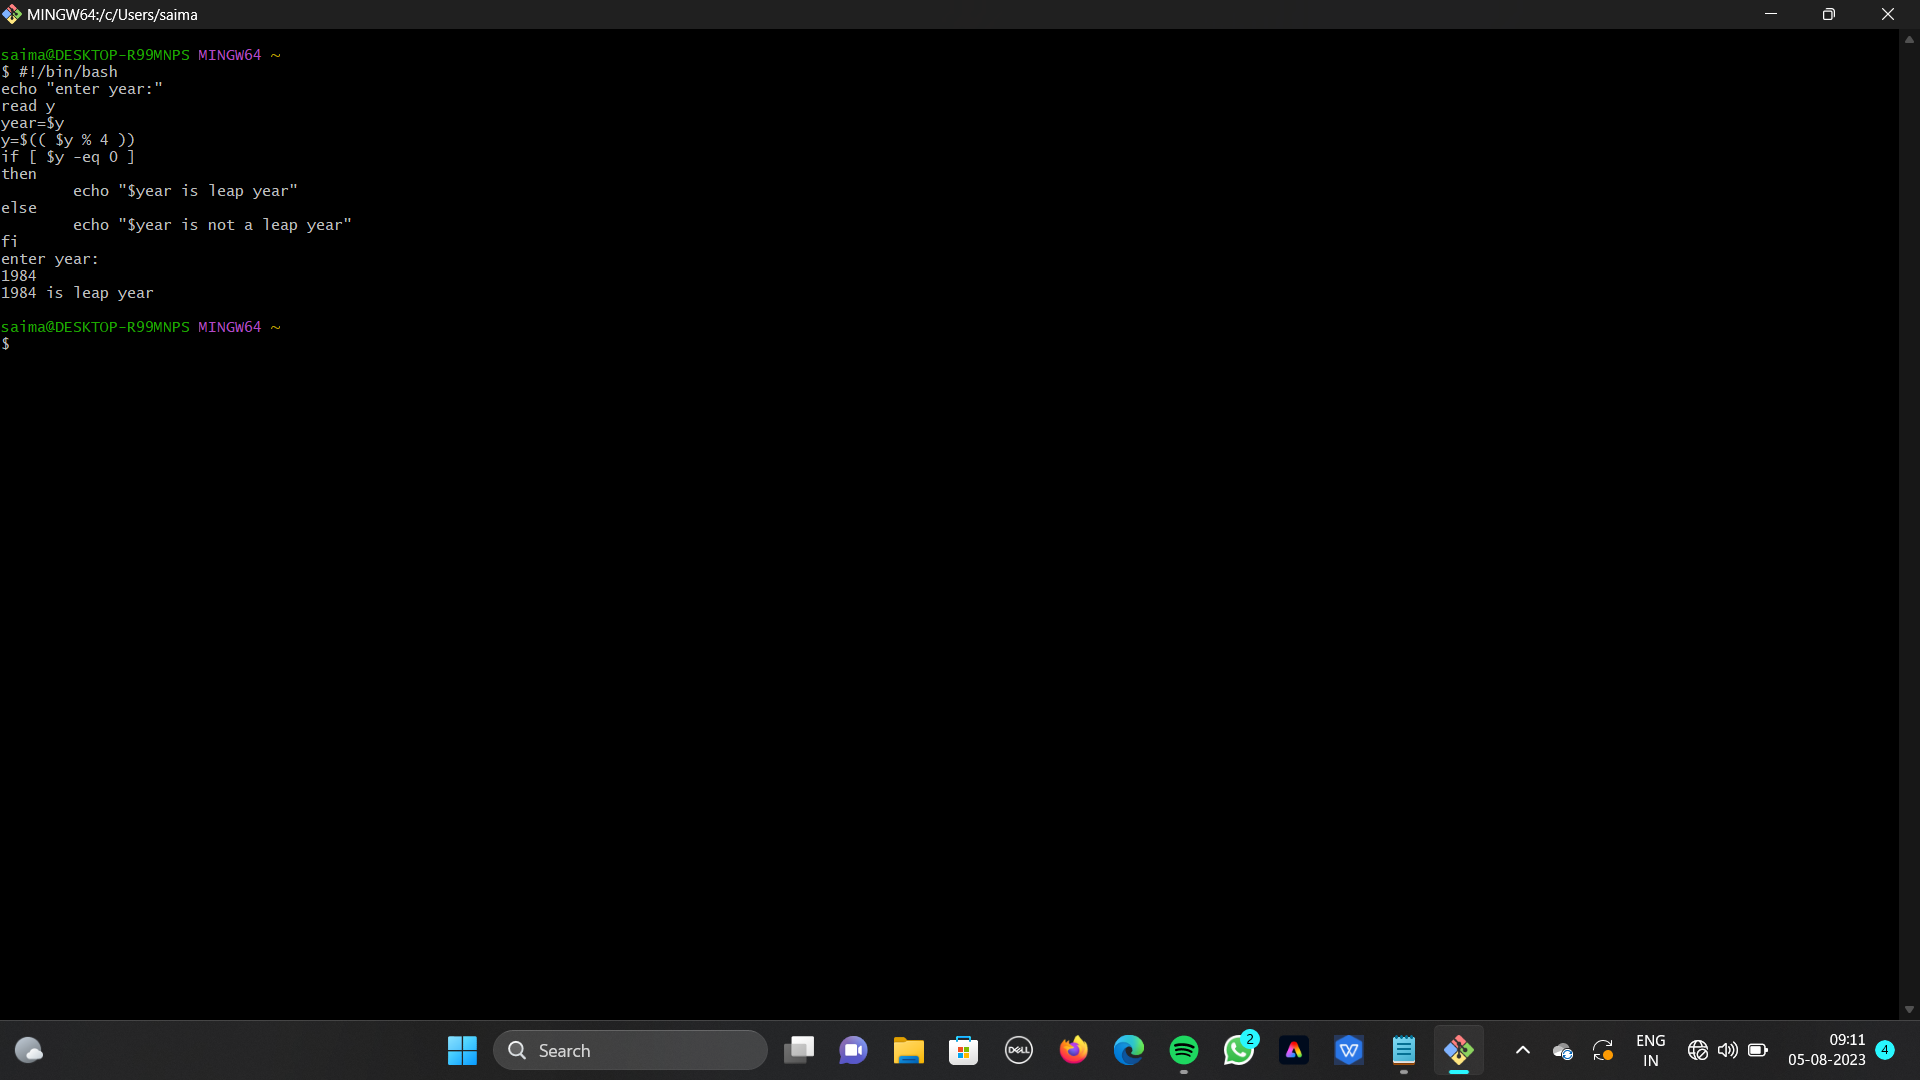 MINGW64:/c/Users/saima
saima@DESKTOP-R99MNPS MINGW64 ~
$ #!/bin/bash
echo "enter year:"
read y
year=$y
y=$(( $y % 4 ))
if [ $y -eq 0 ]
then
        echo "$year is leap year"
else
        echo "$year is not a leap year"
fi
enter year:
1984
1984 is leap year
saima@DESKTOP-R99MNPS MINGW64 ~
$
Search
DELL
2
W
ENG
IN
09:11
05-08-2023
4